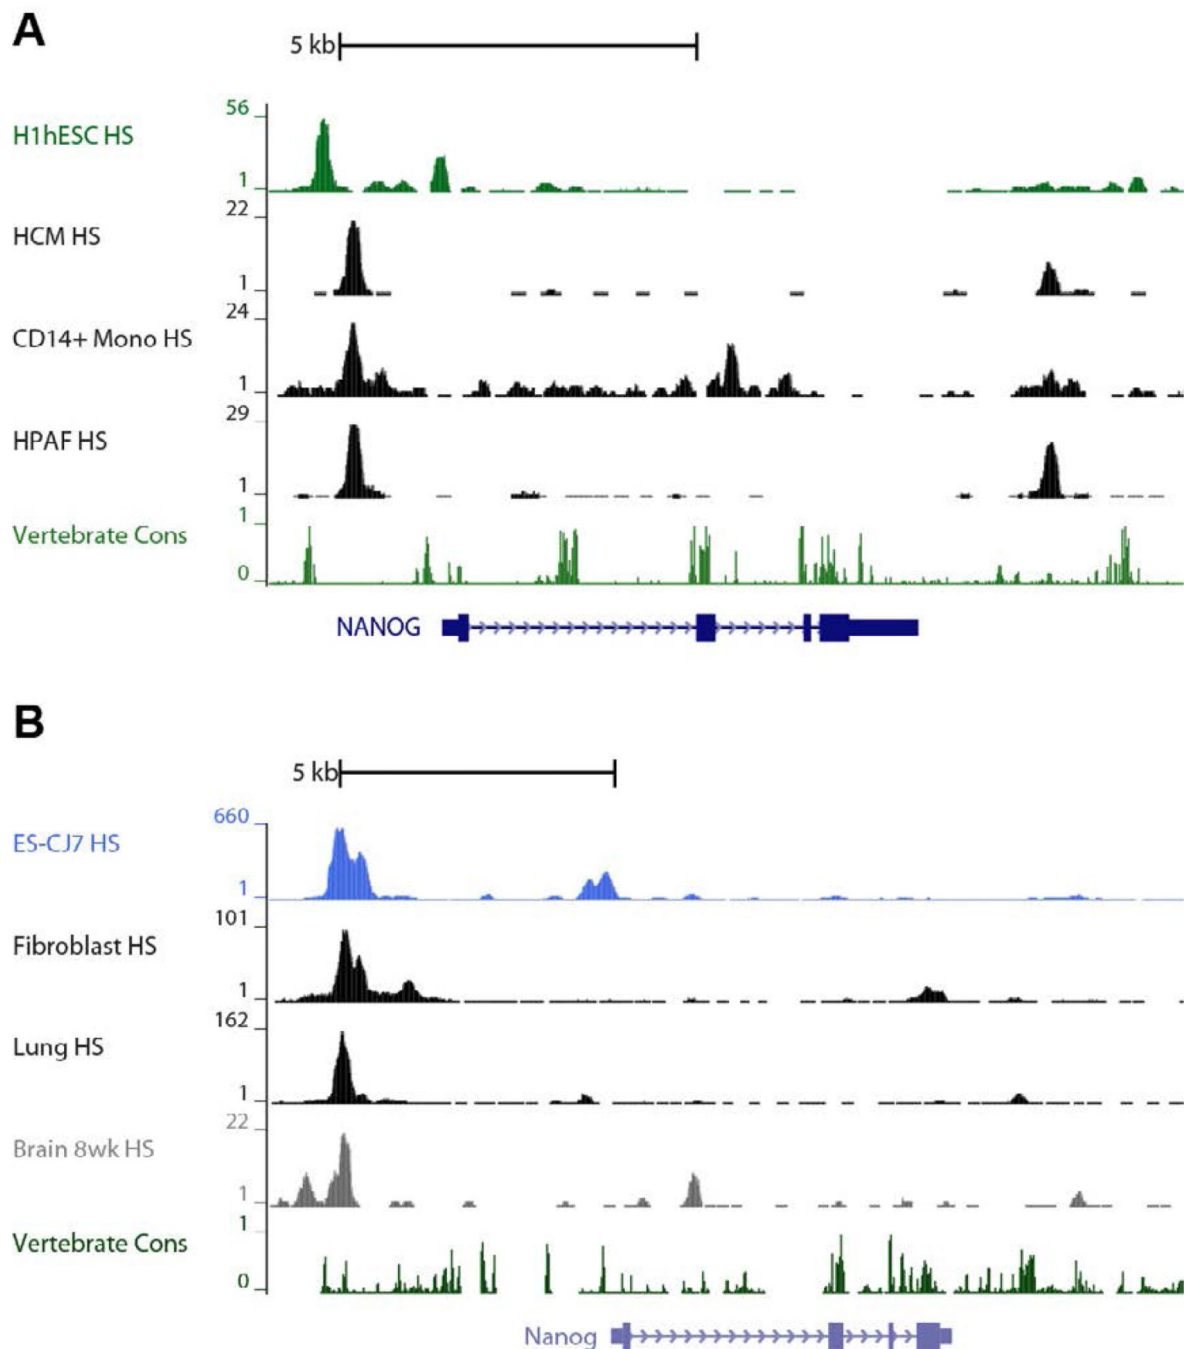 A
5 kb
56
H1hESC HS
1
22
HCM HS
1
24
CD14+ Mono HS
1
29
HPAF HS
1
1
Vertebrate Cons
0
NANOG
B
5 kb
660
ES-CJ7 HS
1
101
Fibroblast HS
1
162
Lung HS
1
22
Brain 8wk HS
1
1
Vertebrate Cons
0
Nanog